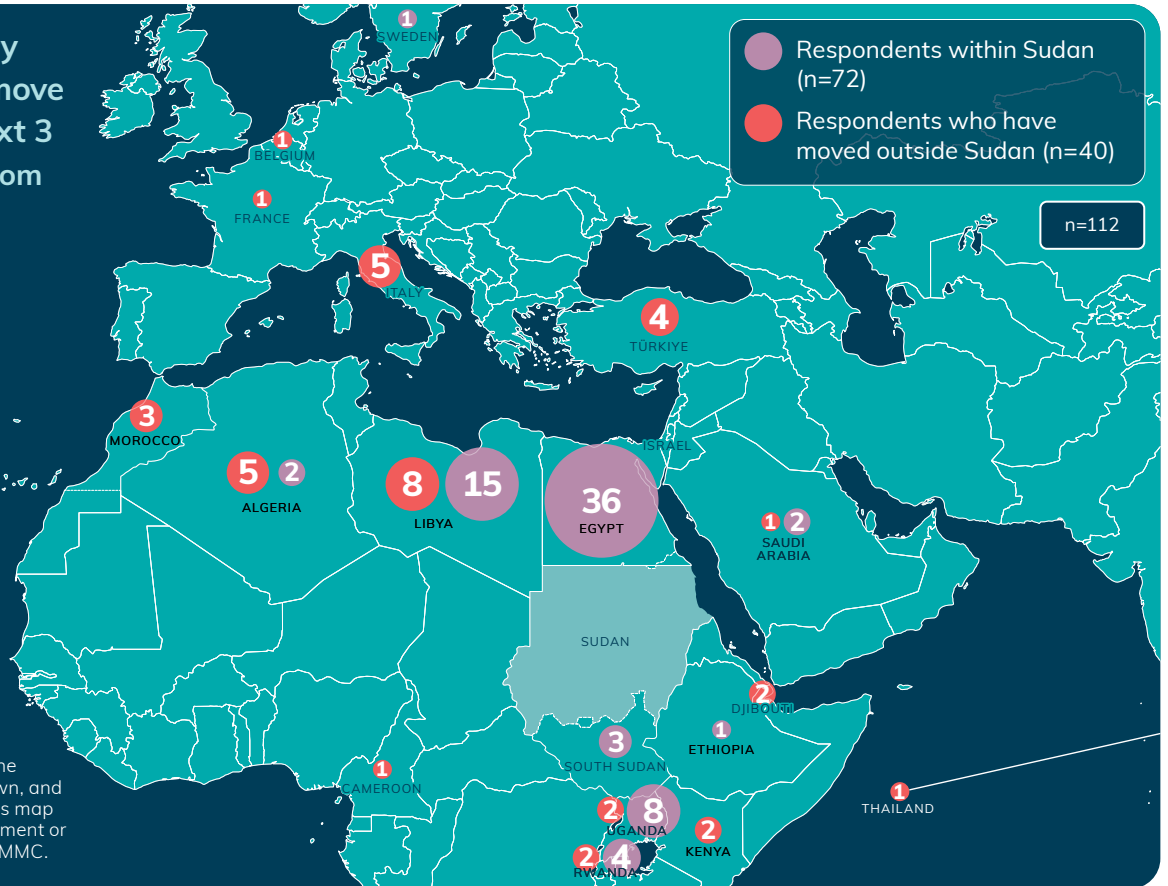 y
move
xt 3
om
Respondents within Sudan
(n=72)
Respondents who have
moved outside Sudan (n=40)
n=112
1
SWEDEN
1
BELGIUM
1
FRANCE
5
ITALY
4
TÜRKIYE
3
MOROCCO
5
2
ALGERIA
8
15
LIBYA
36
EGYPT
ISRAEL
1
2
SAUDI
ARABIA
SUDAN
2
DJIBOUTI
1
ETHIOPIA
3
SOUTH SUDAN
1
CAMEROON
1
THAILAND
2
8
UGANDA
2
KENYA
2
4
RWANDA
ne
wn, and
s map
ment or
MMC.